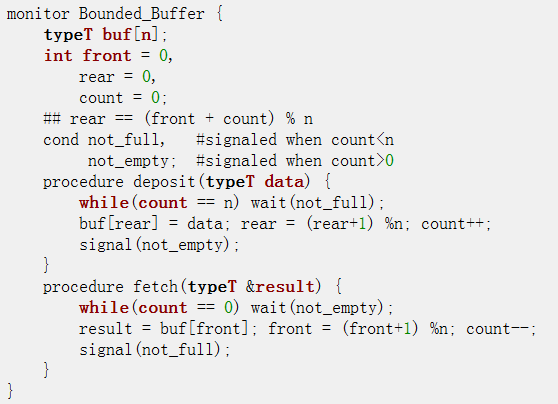 monitor Bounded_Buffer {
    typeT buf[n];
    int front = 0,
        rear = 0,
        count = 0;
    ## rear == (front + count) % n
    cond not_full,   #signaled when count<n
         not_empty;  #signaled when count>0
    procedure deposit(typeT data) {
        while(count == n) wait(not_full);
        buf[rear] = data; rear = (rear+1) %n; count++;
        signal(not_empty);
    }
    procedure fetch(typeT &result) {
        while(count == 0) wait(not_empty);
        result = buf[front]; front = (front+1) %n; count--;
        signal(not_full);
    }
}